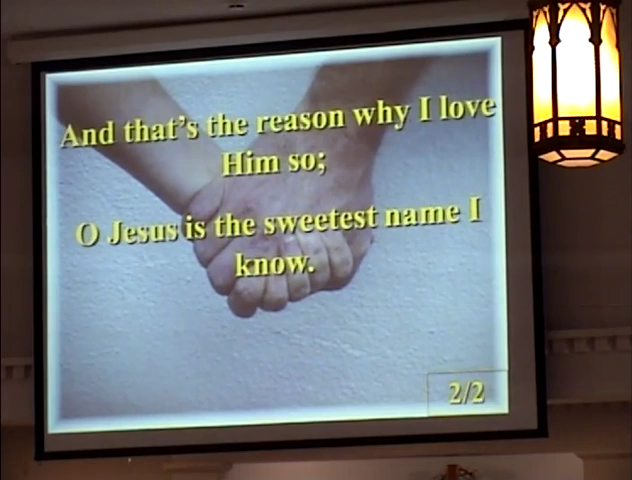 And that's the reason why I love
Him so;
O Jesus is the sweetest name I
know.
2/2